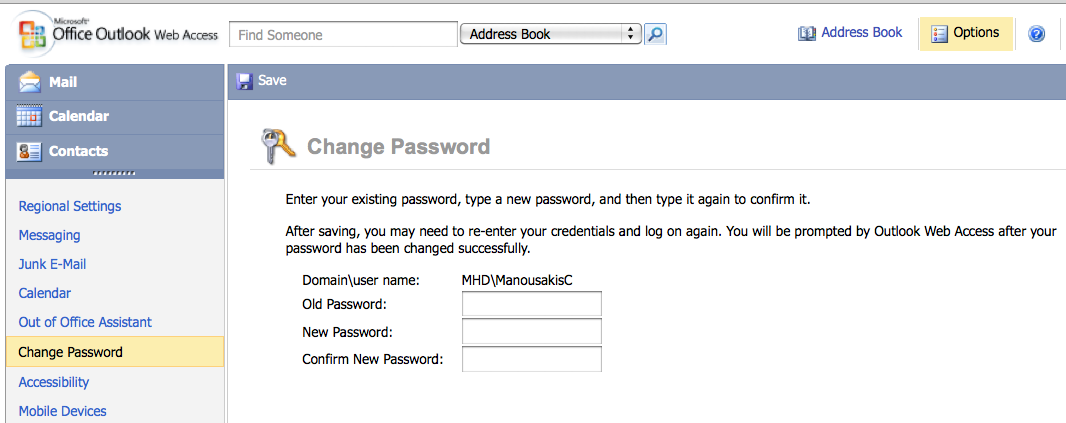 Microsoft®
Office Outlook Web Access
Find Someone
Address Book
Address Book
Options
Mail
Save
Calendar
Contacts
Change Password
Regional Settings
Messaging
Junk E-Mail
Calendar
Out of Office Assistant
Change Password
Accessibility
Mobile Devices
Enter your existing password, type a new password, and then type it again to confirm it.
After saving, you may need to re-enter your credentials and log on again. You will be prompted by Outlook Web Access after your
password has been changed successfully.
Domain\user name: MHD\ManousakisC
Old Password:
New Password:
Confirm New Password: